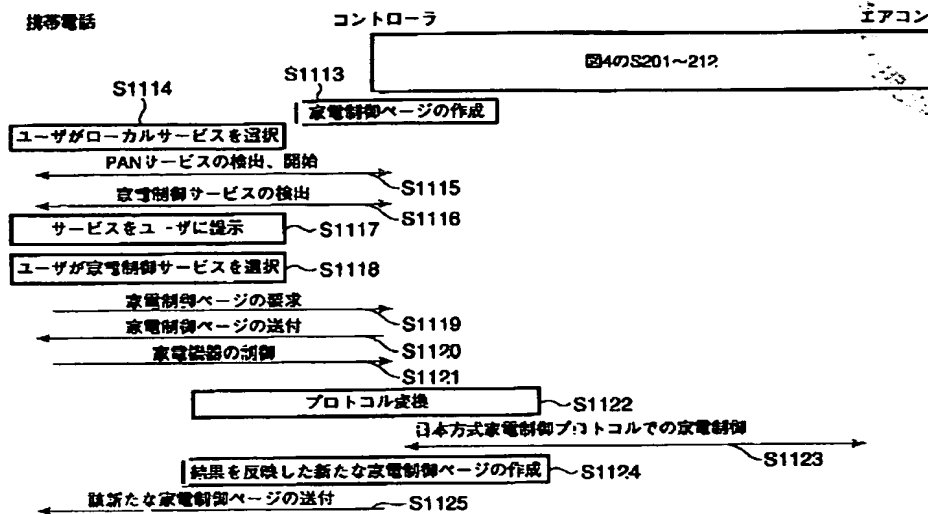 携帯電話
コントローラ
エアコン
図4のS201～212
S1113
家電制御ページの作成
S1114
ユーザがローカルサービスを選択
PANサービスの検出、開始
S1115
家電制御サービスの検出
S1116
サービスをユーザに提示
S1117
ユーザが家電制御サービスを選択
S1118
家電制御ページの要求
S1119
家電制御ページの送付
S1120
家電機器の制御
S1121
プロトコル変換
S1122
日本方式家電制御プロトコルでの家電制御
S1123
結果を反映した新たな家電制御ページの作成
S1124
該新たな家電制御ページの送付
S1125